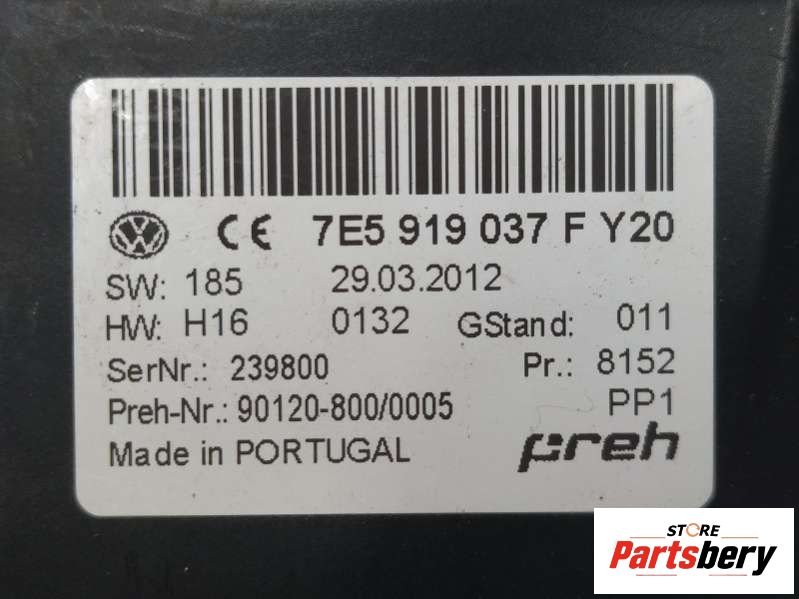 CE 7E5 919 037 F Y20
SW: 185 29.03.2012
HW: H16 0132 GStand: 011
SerNr.: 239800 Pr.: 8152
Preh-Nr.: 90120-800/0005 PP1
Made in PORTUGAL preh
STORE
Partsbery